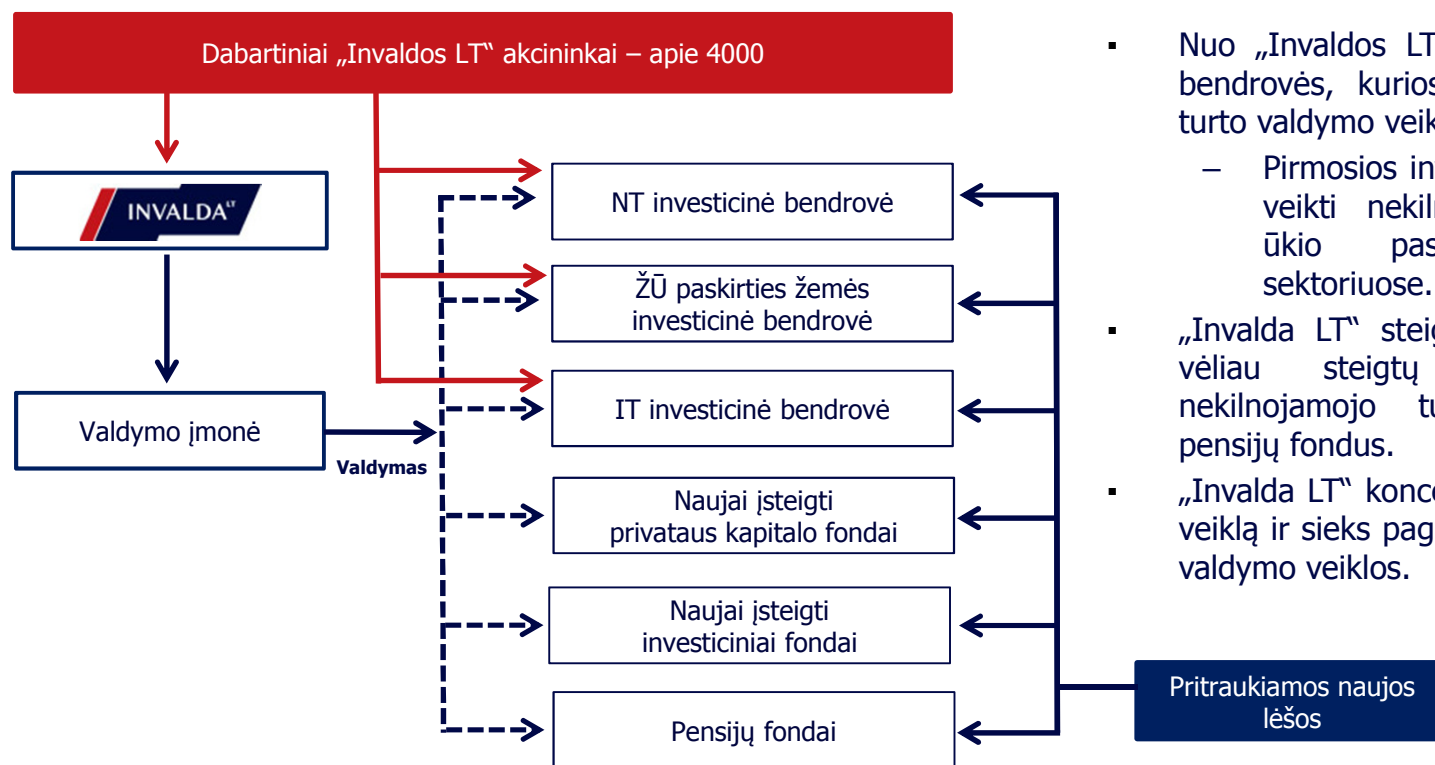 Dabartiniai „Invaldos LT“ akcininkai – apie 4000
INVALDA LT
Valdymo įmonė
Valdymas
NT investicinė bendrovė
ŽŪ paskirties žemės
investicinė bendrovė
IT investicinė bendrovė
Naujai įsteigti
privataus kapitalo fondai
Naujai įsteigti
investiciniai fondai
Pensijų fondai
Pritraukiamos naujos
lėšos
▪ Nuo „Invaldos LT
bendrovės, kurios
turto valdymo veik
– Pirmosios in
veikti nekil
ūkio pas
sektoriuose.
▪ „Invalda LT“ steig
vėliau steigtų
nekilnojamojo tu
pensijų fondus.
▪ „Invalda LT“ konc
veiklą ir sieks pag
valdymo veiklos.